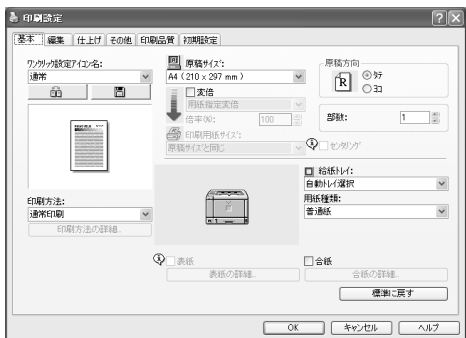 印刷設定
基本 編集 仕上げ その他 印刷品質 初期設定
ワンクリック設定アイコン名:
通常
原稿サイズ:
A4 (210 x 297 mm)
変倍
用紙指定変倍
倍率(%): 100
印刷用紙サイズ:
原稿サイズと同じ
原稿方向
タテ
ヨコ
部数: 1
センタリング
印刷方法:
通常印刷
印刷方法の詳細...
給紙トレイ:
自動トレイ選択
用紙種類:
普通紙
表紙
表紙の詳細...
合紙
合紙の詳細...
標準に戻す
OK キャンセル ヘルプ